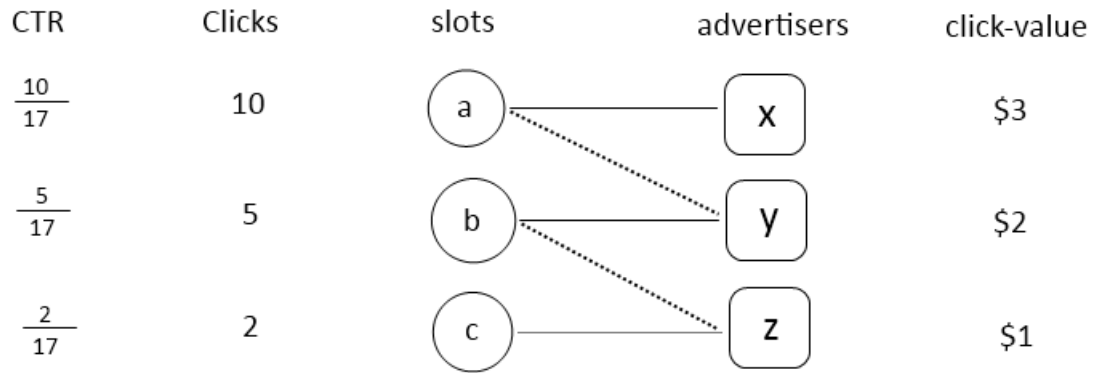 CTR Clicks slots advertisers click-value
10/17 10 a x $3
5/17 5 b y $2
2/17 2 c z $1